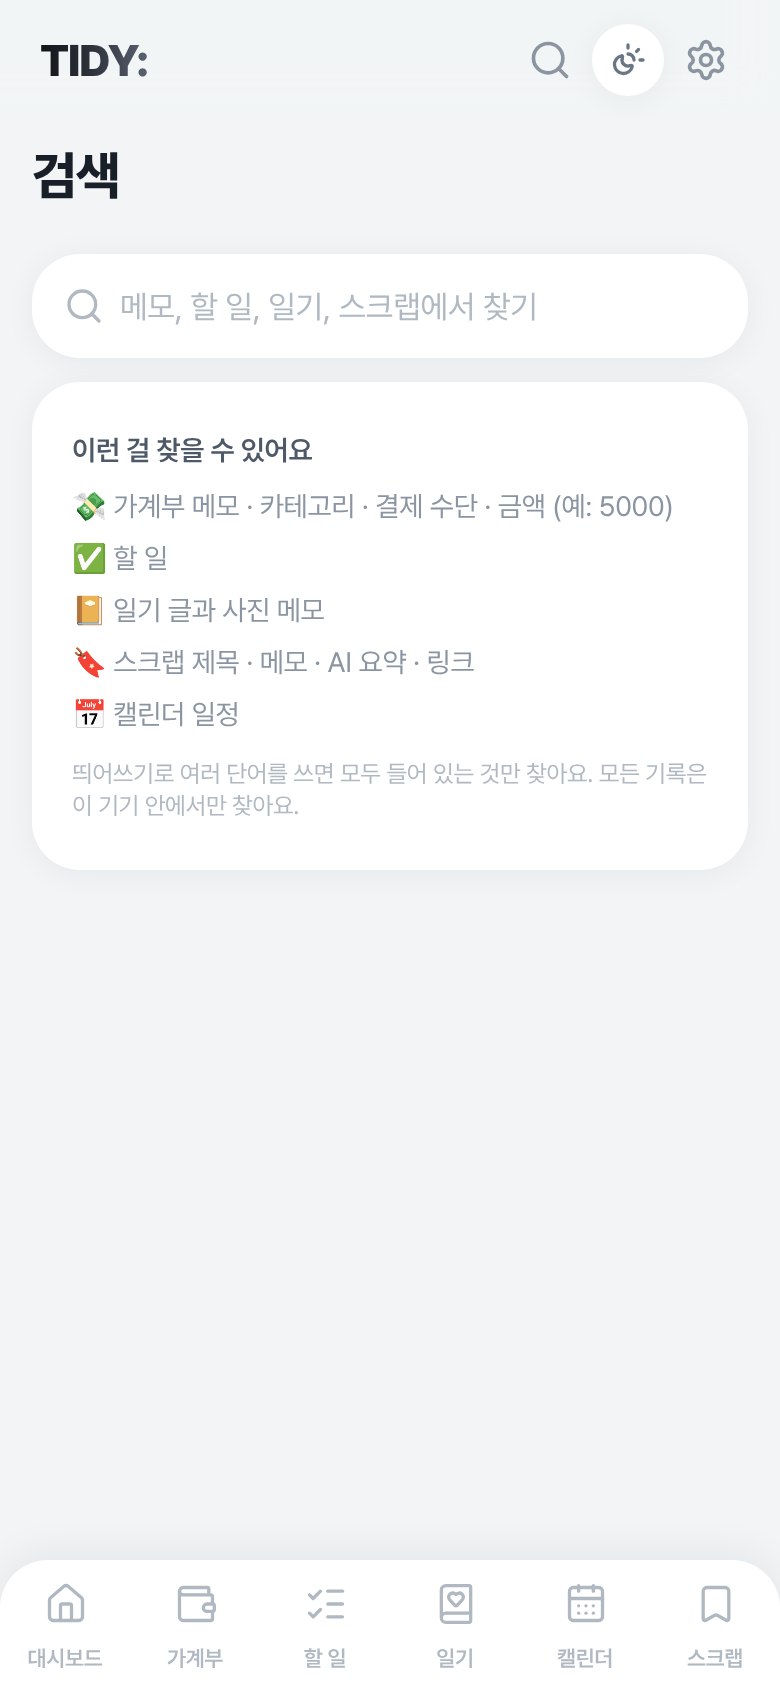 TIDY:
검색
메모, 할 일, 일기, 스크랩에서 찾기
이런 걸 찾을 수 있어요
💸 가계부 메모 · 카테고리 · 결제 수단 · 금액 (예: 5000)
✅ 할 일
📔 일기 글과 사진 메모
🔖 스크랩 제목 · 메모 · AI 요약 · 링크
📅 캘린더 일정
띄어쓰기로 여러 단어를 쓰면 모두 들어 있는 것만 찾아요. 모든 기록은
이 기기 안에서만 찾아요.
대시보드 가계부 할 일 일기 캘린더 스크랩